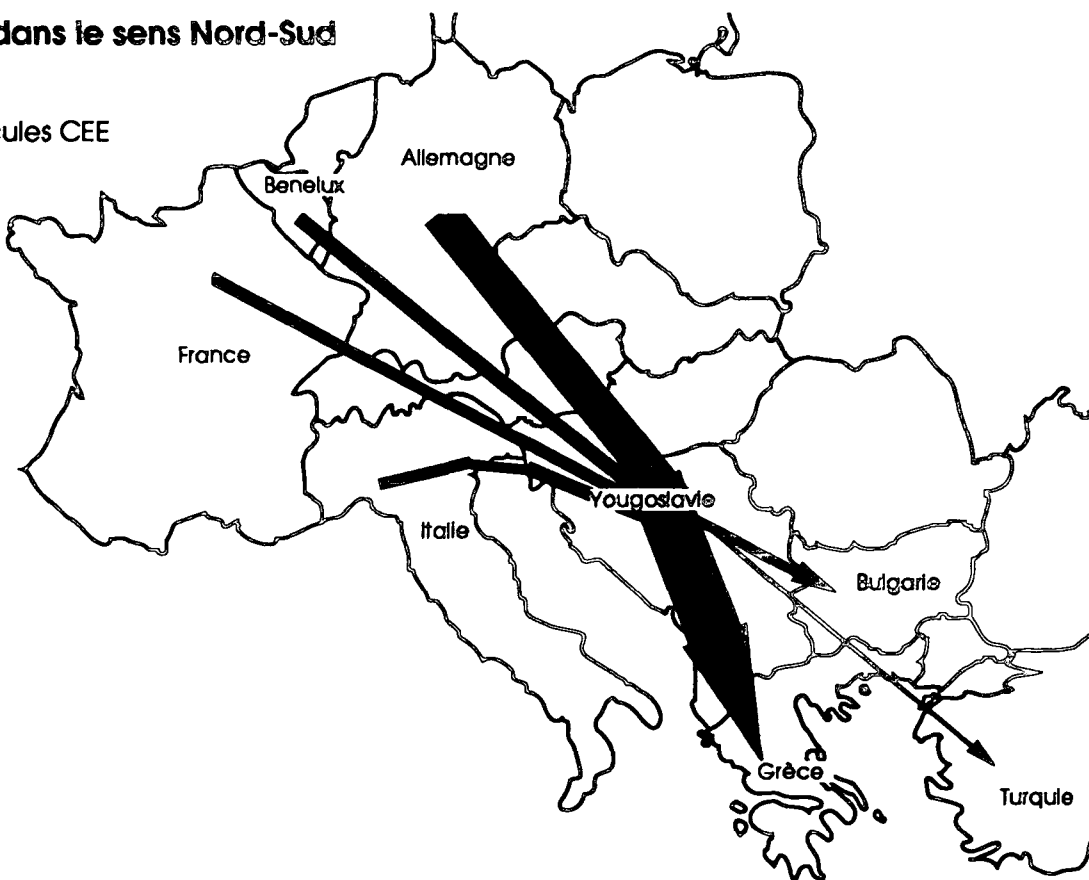 dans le sens Nord-Sud
ules CEE
Allemagne
Benelux
France
Yougoslavie
Italie
Bulgarie
Grèce
Turquie